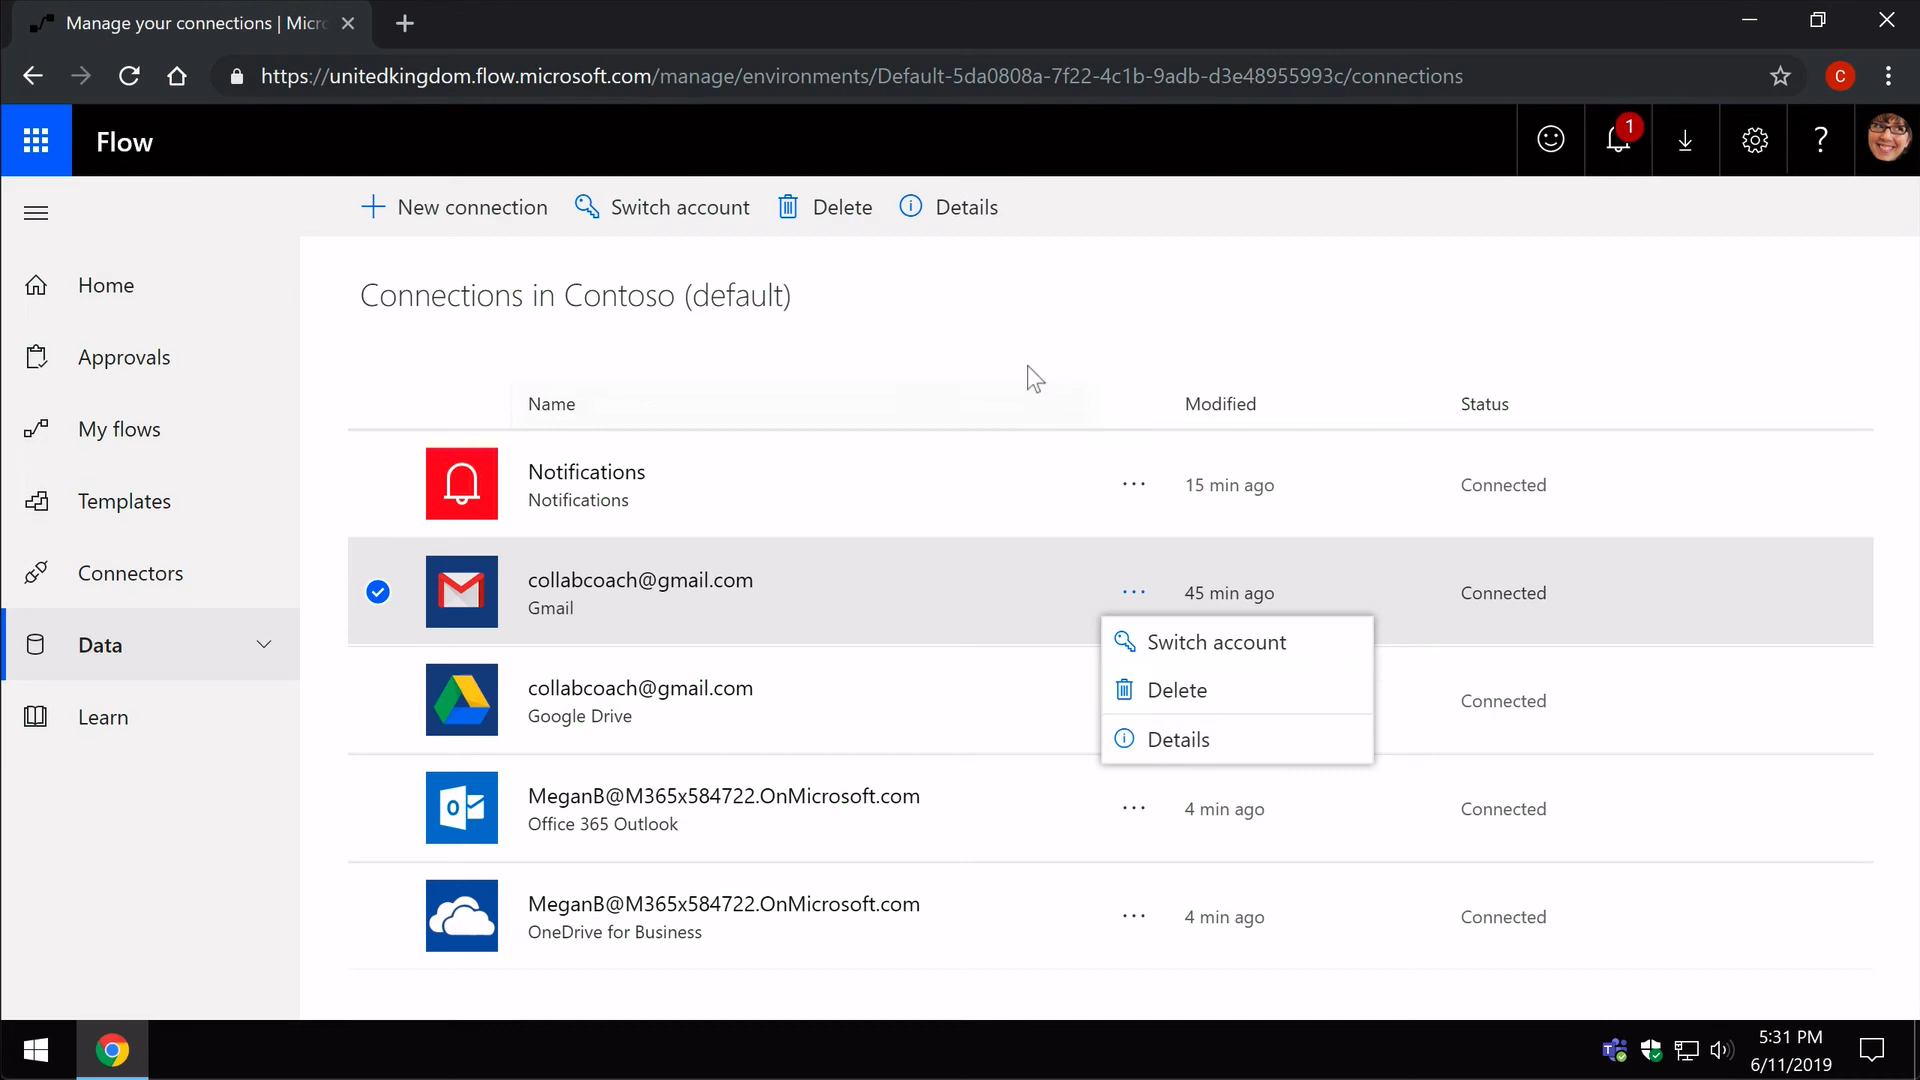 Manage your connections | Micr
https://unitedkingdom.flow.microsoft.com/manage/environments/Default-5da0808a-7f22-4c1b-9adb-d3e48955993c/connections
C
Flow
1
?
New connection
Switch account
Delete
Details
Home
Approvals
My flows
Templates
Connectors
Data
Learn
Connections in Contoso (default)
Name
Modified
Status
Notifications
Notifications
15 min ago
Connected
collabcoach@gmail.com
Gmail
45 min ago
Connected
Switch account
Delete
Details
collabcoach@gmail.com
Google Drive
Connected
MeganB@M365x584722.OnMicrosoft.com
Office 365 Outlook
4 min ago
Connected
MeganB@M365x584722.OnMicrosoft.com
OneDrive for Business
4 min ago
Connected
5:31 PM
6/11/2019